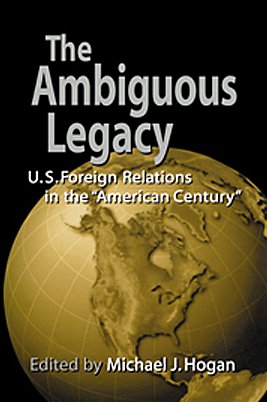 The
Ambiguous
Legacy
U.S.Foreign Relations
in the "American Century"
Edited by Michael J. Hogan